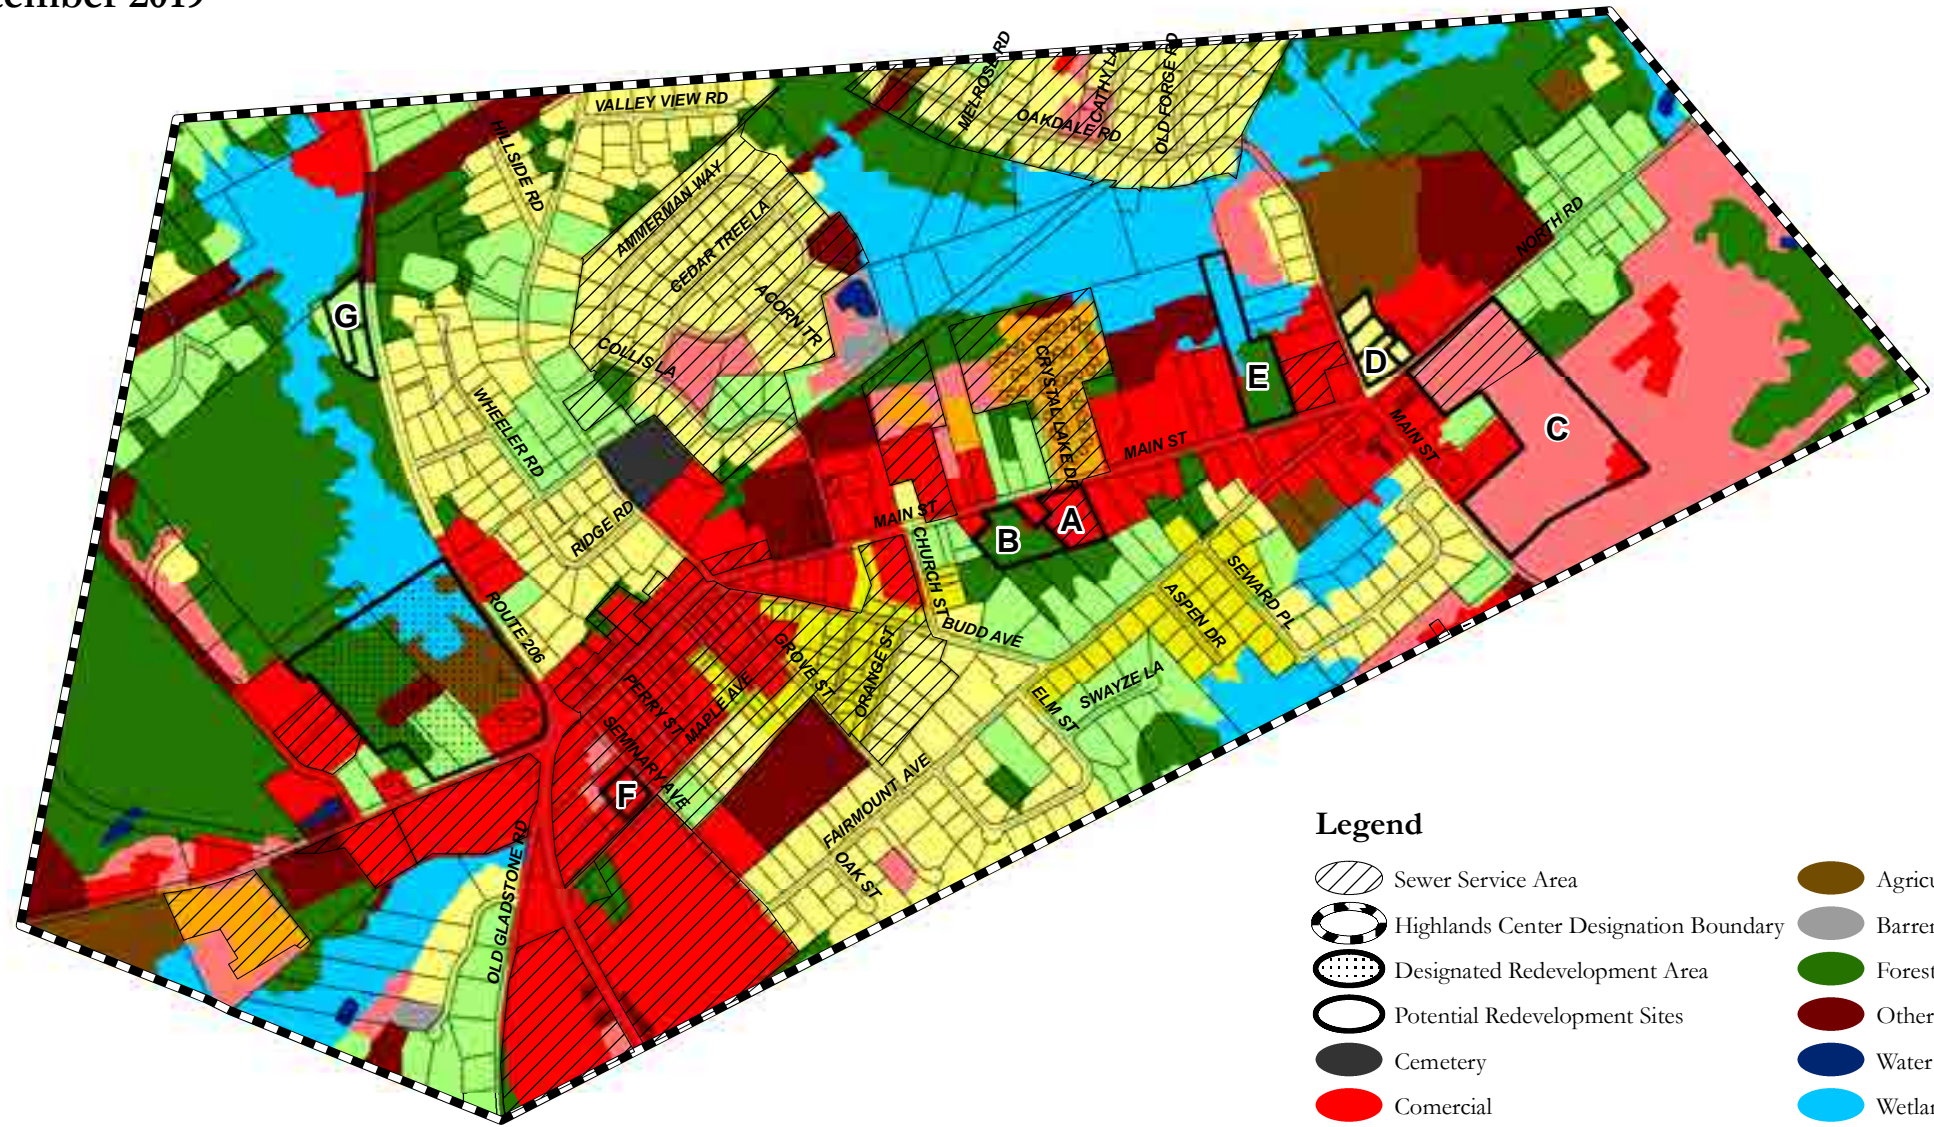 2019
MELROSE RD
CATHY LA
OLD FORGE RD
VALLEY VIEW RD
OAKDALE RD
HILLSIDE RD
AMMERMAN WAY
CEDAR TREE LA
NORTH RD
ACORN TR
G
COLLIS LA
CRYSTAL LAKE DR
D
E
WHEELER RD
MAIN ST
MAIN ST
C
RIDGE RD
MAIN ST
A
B
CHURCH ST
SEWARD PL
ASPEN DR
ROUTE 206
BUDD AVE
GROVE ST
ORANGE ST
PERRY ST
MAPLE AVE
SWAYZE LA
ELM ST
SEMINARY AVE
F
FAIRMOUNT AVE
OAK ST
OLD GLADSTONE RD
Legend
Sewer Service Area
Highlands Center Designation Boundary
Designated Redevelopment Area
Potential Redevelopment Sites
Cemetery
Comercial
Agricu
Barren
Forest
Other
Water
Wetlan